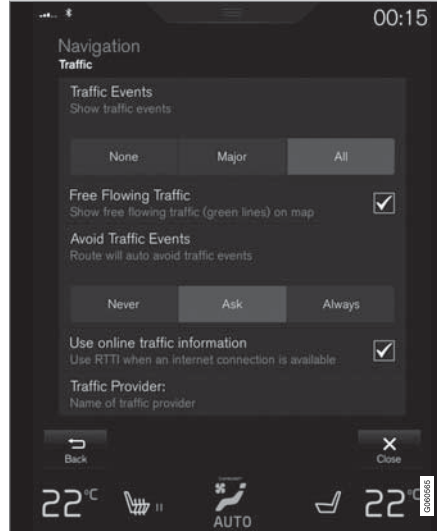 00:15
Navigation
Traffic
Traffic Events
Show traffic events
None Major All
Free Flowing Traffic
Show free flowing traffic (green lines) on map
Avoid Traffic Events
Route will auto avoid traffic events
Never Ask Always
Use online traffic information
Use RTTI when an internet connection is available
Traffic Provider:
Name of traffic provider
Back Close
22°C 22°C
AUTO
G060565